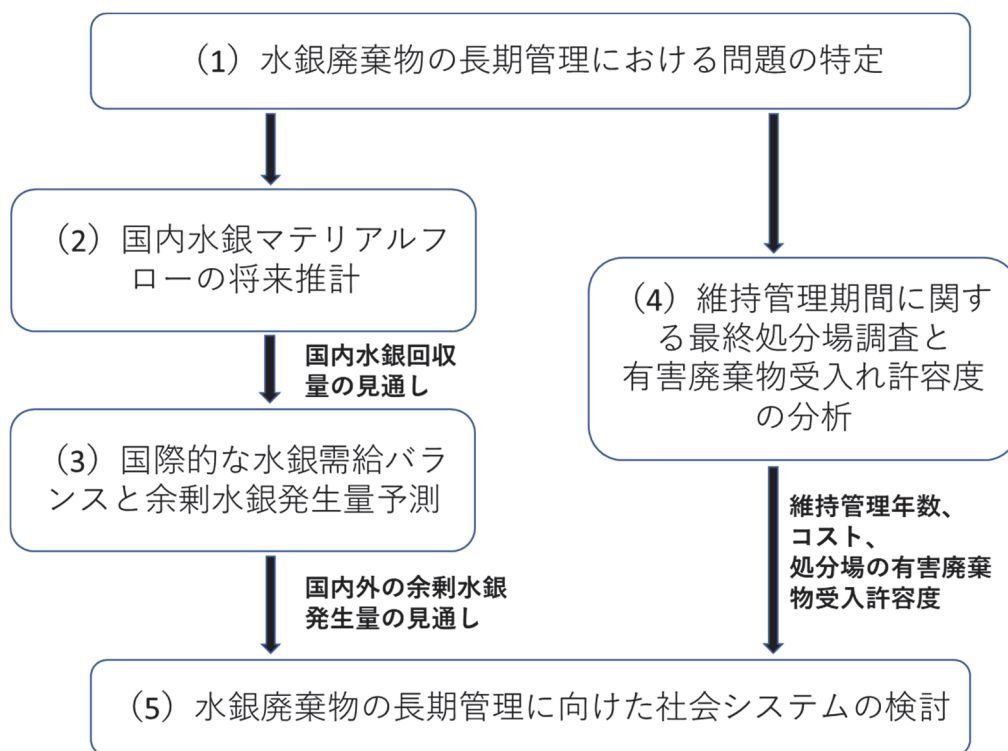 （1）水銀廃棄物の長期管理における問題の特定
（2）国内水銀マテリアルフ
ローの将来推計
国内水銀回収
量の見通し
（3）国際的な水銀需給バラ
ンスと余剰水銀発生量予測
国内外の余剰水銀
発生量の見通し
（4）維持管理期間に関す
る最終処分場調査と
有害廃棄物受入れ許容度
の分析
維持管理年数、
コスト、
処分場の有害廃棄
物受入許容度
（5）水銀廃棄物の長期管理に向けた社会システムの検討